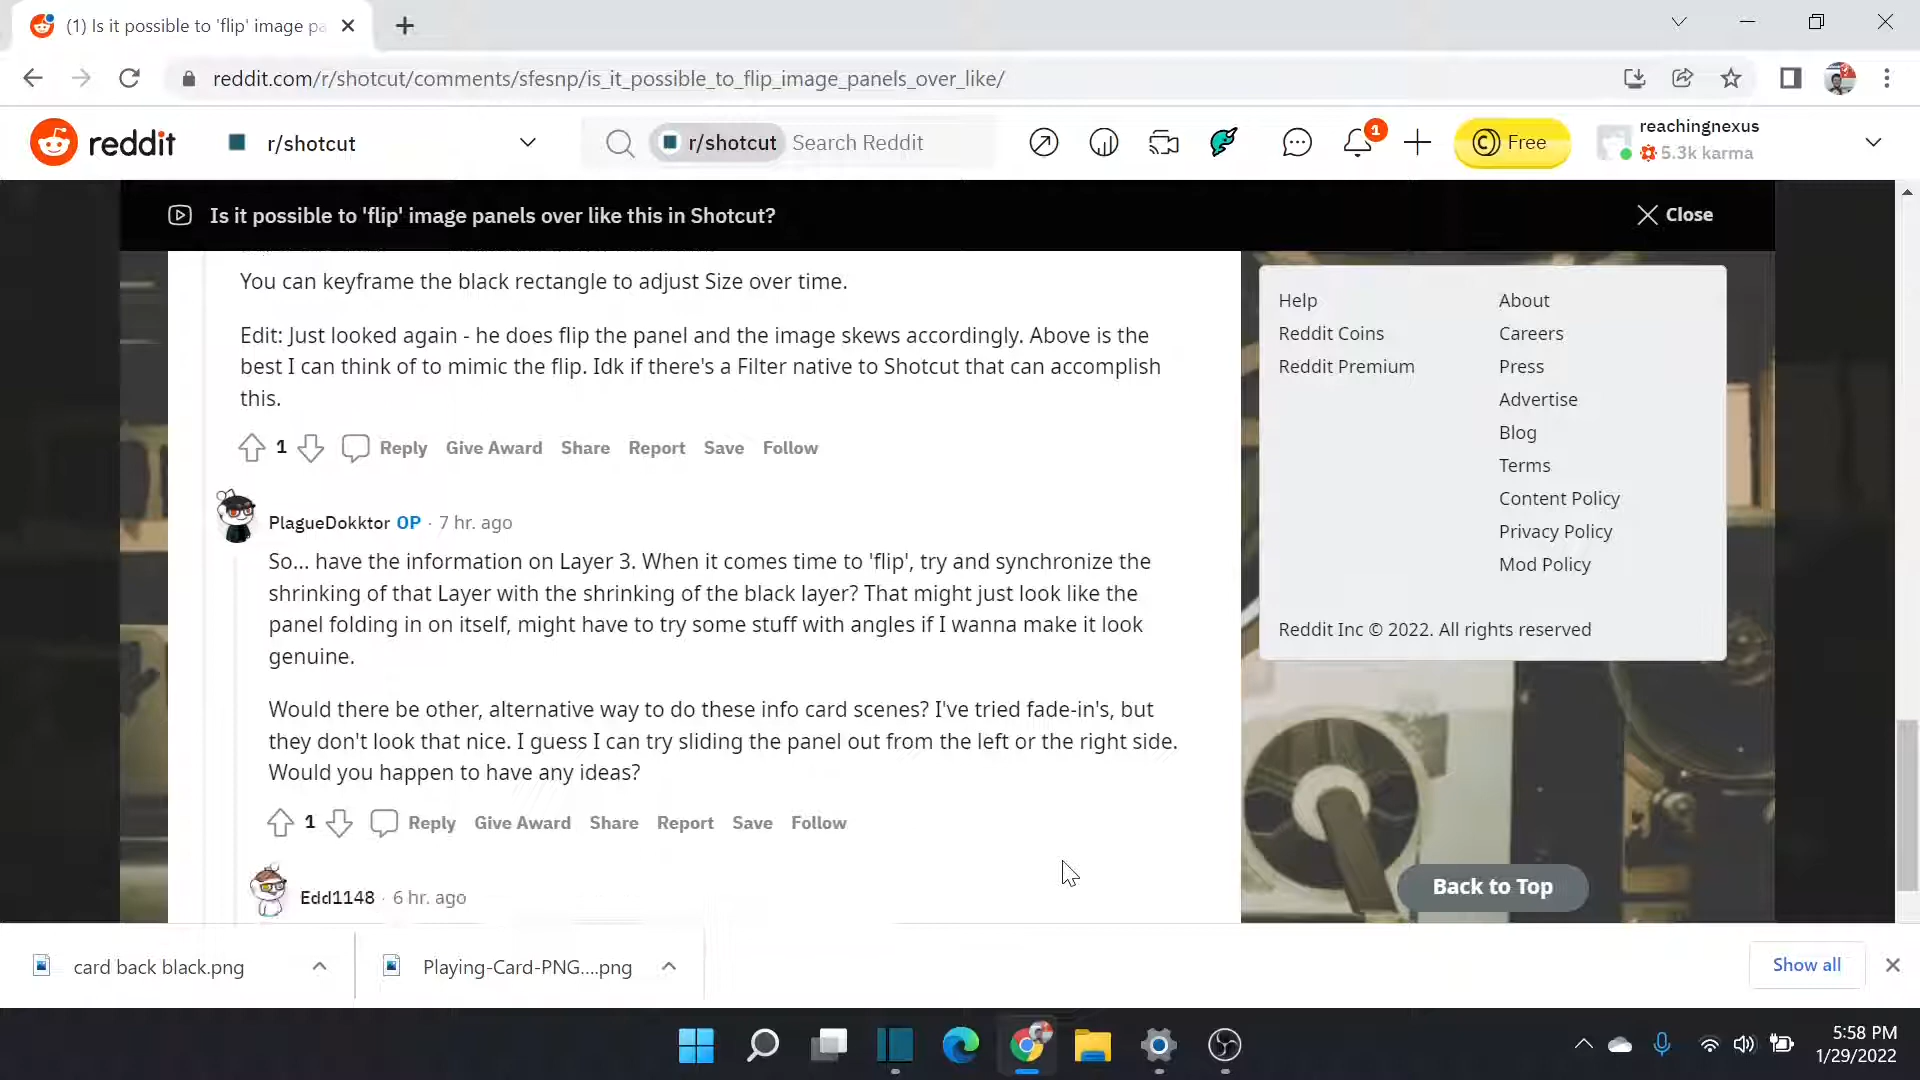 (1) Is it possible to 'flip' image pa
reddit.com/r/shotcut/comments/sfesnp/is_it_possible_to_flip_image_panels_over_like/
reddit
r/shotcut
r/shotcut Search Reddit
1
Free
reachingnexus
5.3k karma
Is it possible to 'flip' image panels over like this in Shotcut?
Close
You can keyframe the black rectangle to adjust Size over time.
Edit: Just looked again - he does flip the panel and the image skews accordingly. Above is the
best I can think of to mimic the flip. Idk if there's a Filter native to Shotcut that can accomplish
this.
1 Reply Give Award Share Report Save Follow
PlagueDokktor OP · 7 hr. ago
So... have the information on Layer 3. When it comes time to 'flip', try and synchronize the
shrinking of that Layer with the shrinking of the black layer? That might just look like the
panel folding in on itself, might have to try some stuff with angles if I wanna make it look
genuine.
Would there be other, alternative way to do these info card scenes? I've tried fade-in's, but
they don't look that nice. I guess I can try sliding the panel out from the left or the right side.
Would you happen to have any ideas?
1 Reply Give Award Share Report Save Follow
Edd1148 · 6 hr. ago
Help
Reddit Coins
Reddit Premium
About
Careers
Press
Advertise
Blog
Terms
Content Policy
Privacy Policy
Mod Policy
Reddit Inc © 2022. All rights reserved
Back to Top
card back black.png
Playing-Card-PNG....png
Show all
5:58 PM
1/29/2022